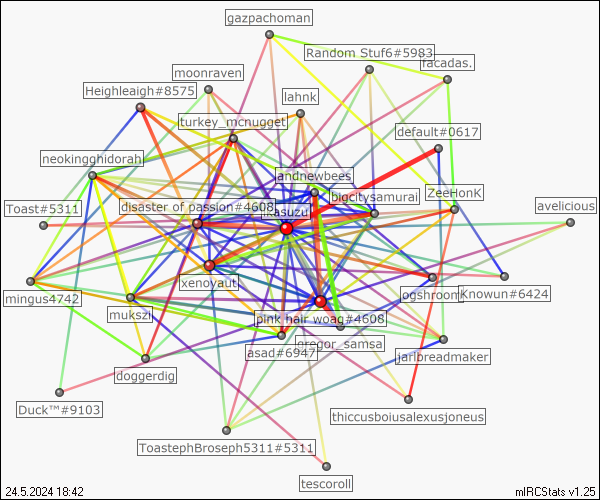 gazpachoman
Random Stuf6#5983
facadas.
moonraven
Heighleaigh#8575
lahnk
turkey_mcnugget
default#0617
neokingghidorah
andnewbees
bigcitysamurai
ZeeHonK
Toast#5311
disaster of passion#4608
masuzu
avelicious
xenoyaut
mingus4742
mukszi
ogshroom
Knowun#6424
pink hair woag#4608
gregor_samsa
asad#6947
jarlbreadmaker
doggerdig
Duck™#9103
thiccusboiusalexusjoneus
ToastephBroseph5311#5311
tescoroll
24.5.2024 18:42
mIRCStats v1.25